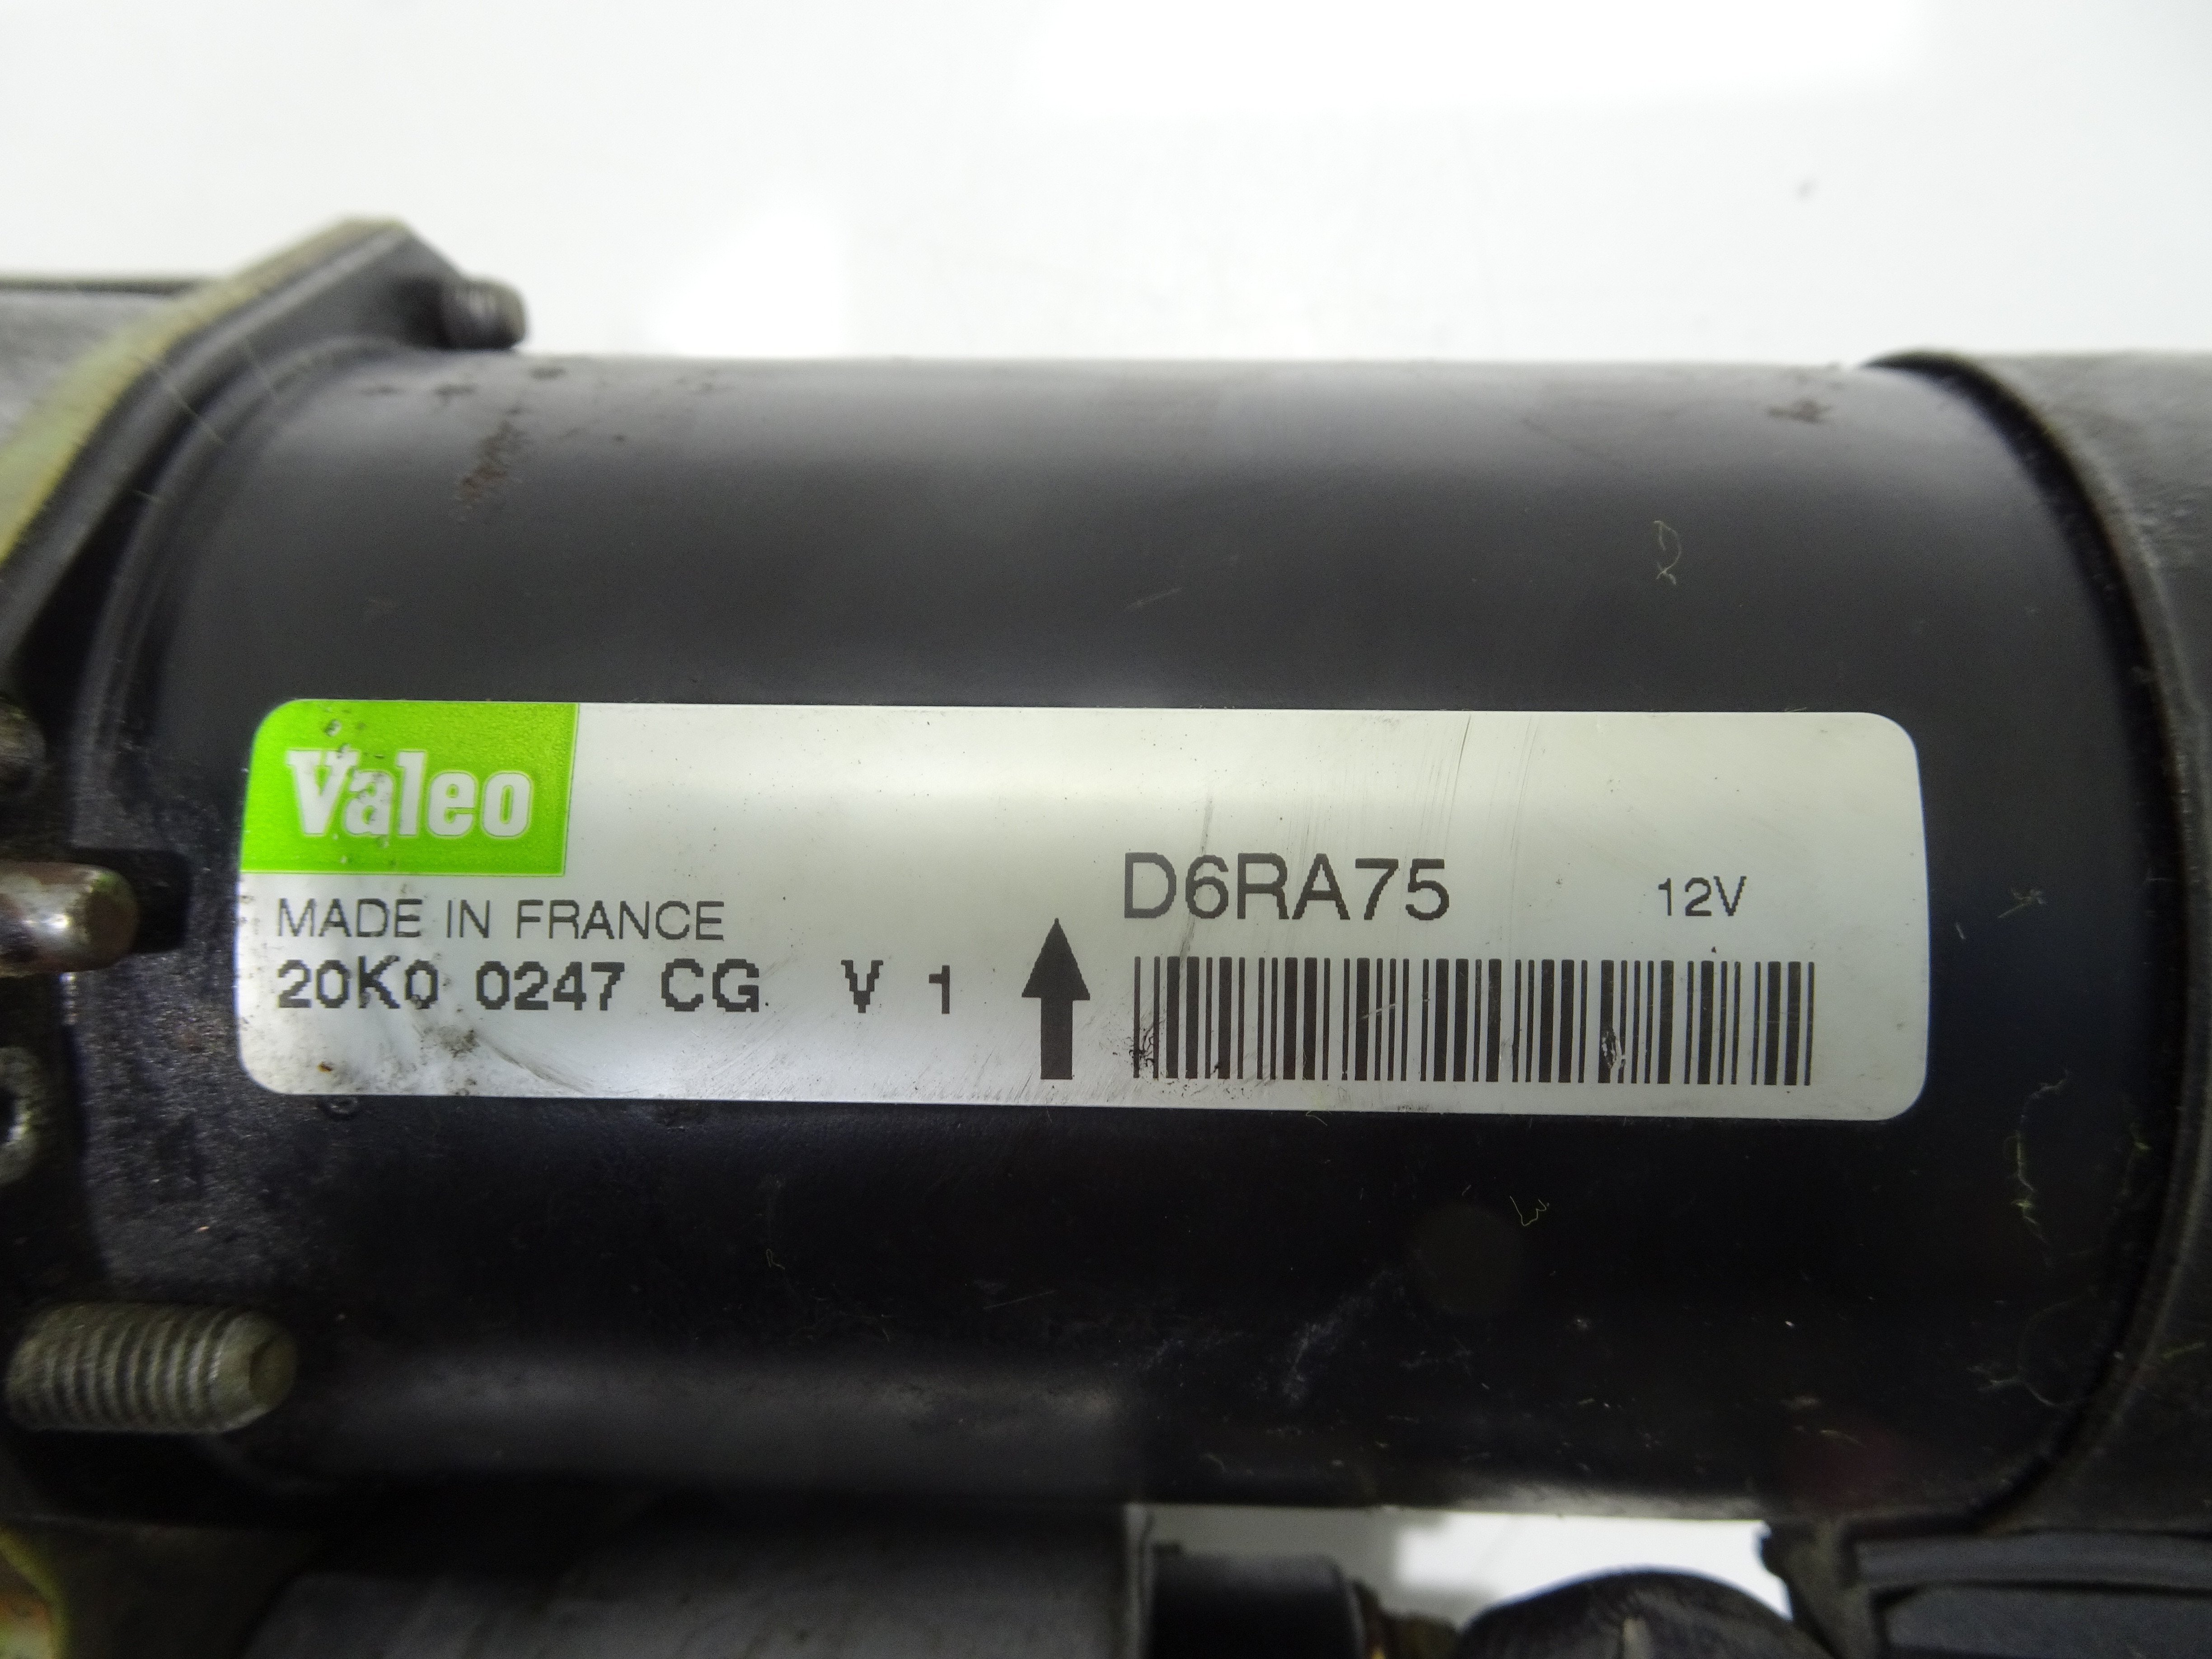 Valeo
MADE IN FRANCE
20K0 0247 CG V 1
D6RA75 12V